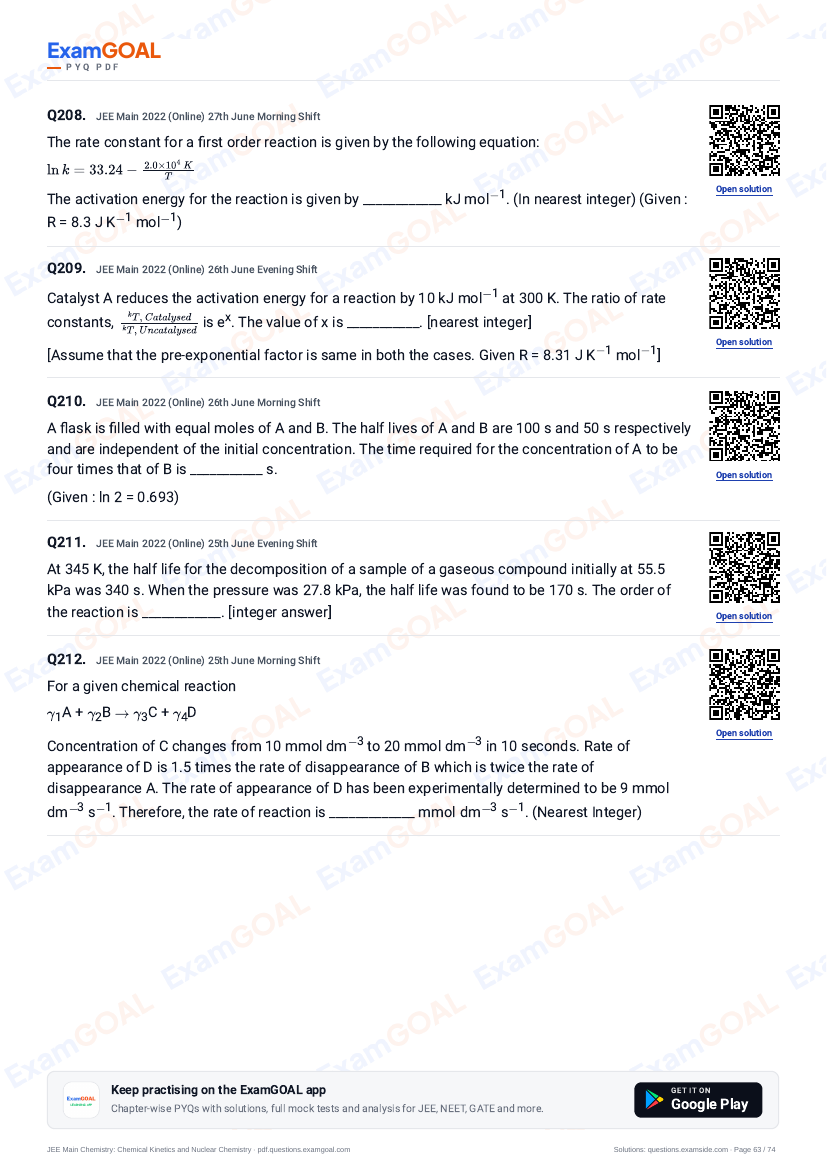 ExamGOAL
PYQ PDF
Q208. JEE Main 2022 (Online) 27th June Morning Shift
The rate constant for a first order reaction is given by the following equation:
ln k = 33.24 − (2.0×10⁴ K)/T
The activation energy for the reaction is given by ____________ kJ mol⁻¹. (In nearest integer) (Given :
R = 8.3 J K⁻¹ mol⁻¹)
Open solution
Q209. JEE Main 2022 (Online) 26th June Evening Shift
Catalyst A reduces the activation energy for a reaction by 10 kJ mol⁻¹ at 300 K. The ratio of rate
constants, (ᵏT, Catalysed)/(ᵏT, Uncatalysed) is eˣ. The value of x is ___________. [nearest integer]
[Assume that the pre-exponential factor is same in both the cases. Given R = 8.31 J K⁻¹ mol⁻¹]
Open solution
Q210. JEE Main 2022 (Online) 26th June Morning Shift
A flask is filled with equal moles of A and B. The half lives of A and B are 100 s and 50 s respectively
and are independent of the initial concentration. The time required for the concentration of A to be
four times that of B is ___________ s.
(Given : ln 2 = 0.693)
Open solution
Q211. JEE Main 2022 (Online) 25th June Evening Shift
At 345 K, the half life for the decomposition of a sample of a gaseous compound initially at 55.5
kPa was 340 s. When the pressure was 27.8 kPa, the half life was found to be 170 s. The order of
the reaction is ____________. [integer answer]
Open solution
Q212. JEE Main 2022 (Online) 25th June Morning Shift
For a given chemical reaction
γ₁A + γ₂B → γ₃C + γ₄D
Concentration of C changes from 10 mmol dm⁻³ to 20 mmol dm⁻³ in 10 seconds. Rate of
appearance of D is 1.5 times the rate of disappearance of B which is twice the rate of
disappearance A. The rate of appearance of D has been experimentally determined to be 9 mmol
dm⁻³ s⁻¹. Therefore, the rate of reaction is _____________ mmol dm⁻³ s⁻¹. (Nearest Integer)
Open solution
ExamGOAL
Keep practising on the ExamGOAL app
Chapter-wise PYQs with solutions, full mock tests and analysis for JEE, NEET, GATE and more.
GET IT ON
Google Play
JEE Main Chemistry: Chemical Kinetics and Nuclear Chemistry · pdf.questions.examgoal.com
Solutions: questions.examside.com · Page 63 / 74